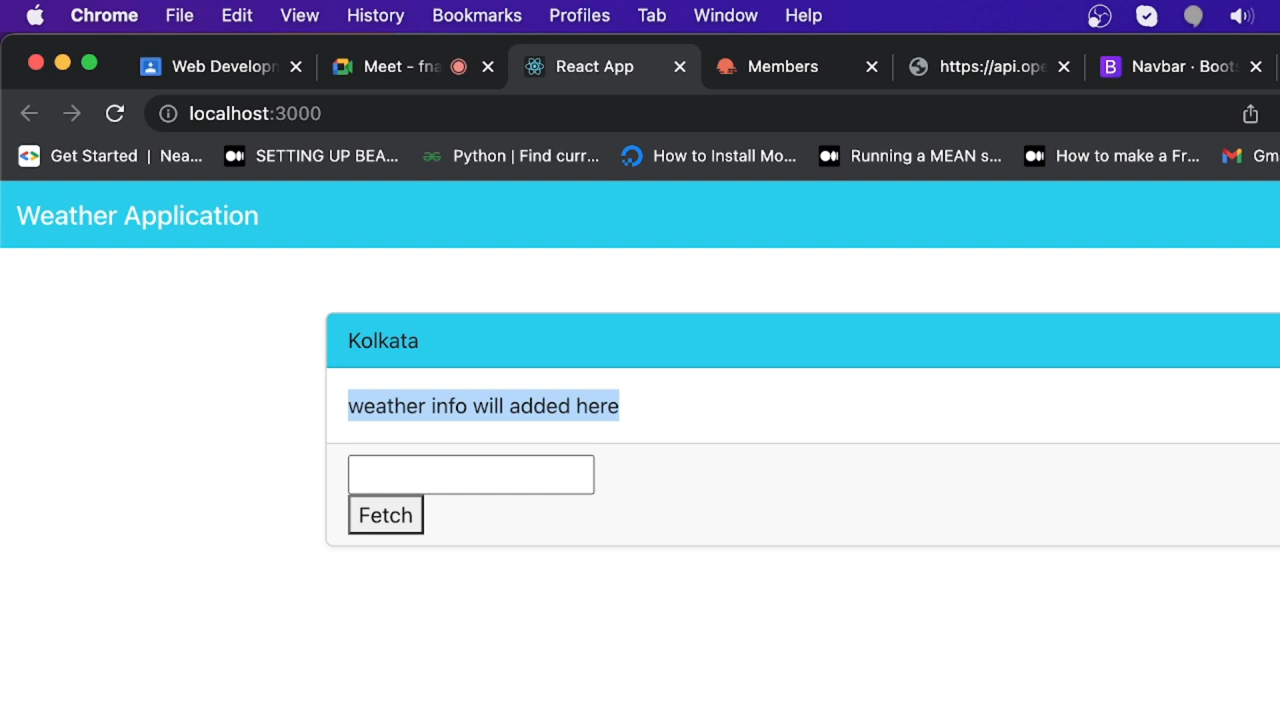 Chrome File Edit View History Bookmarks Profiles Tab Window Help
Web Developm Meet - fna React App Members https://api.ope Navbar · Boots
localhost:3000
Get Started | Nea... SETTING UP BEA... Python | Find curr... How to Install Mo... Running a MEAN s... How to make a Fr... Gm
Weather Application
Kolkata
weather info will added here
Fetch